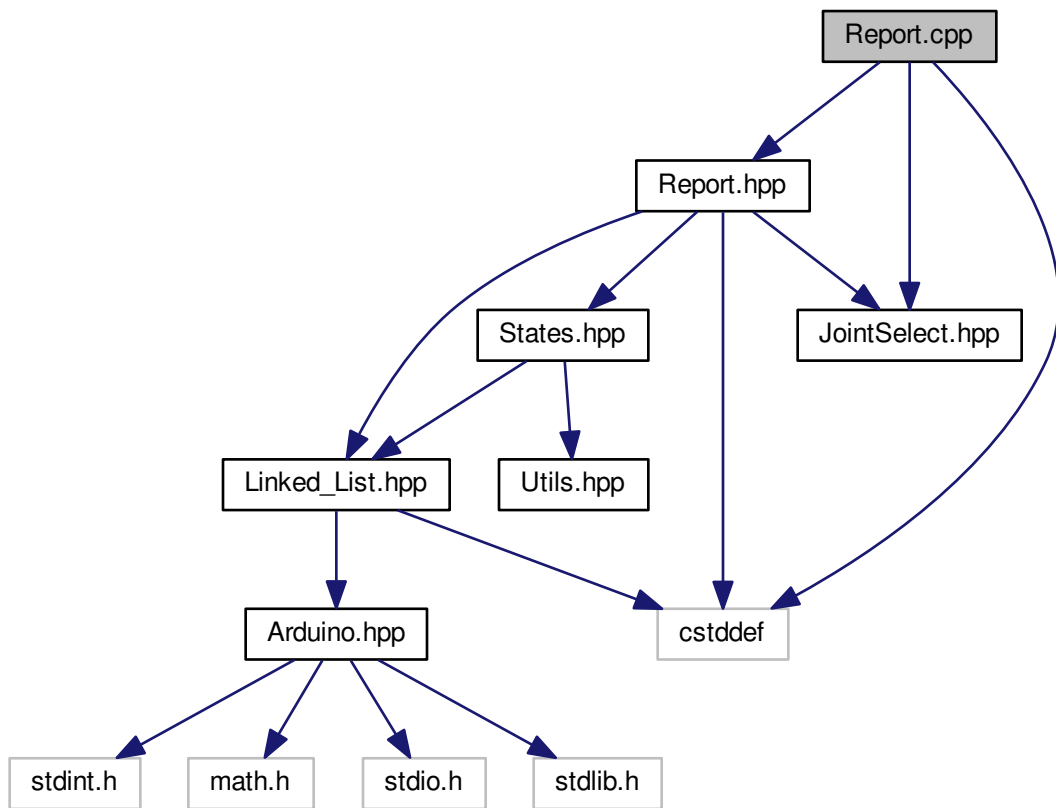 Report.cpp
Report.hpp
States.hpp
JointSelect.hpp
Linked_List.hpp
Utils.hpp
Arduino.hpp
cstddef
stdint.h
math.h
stdio.h
stdlib.h